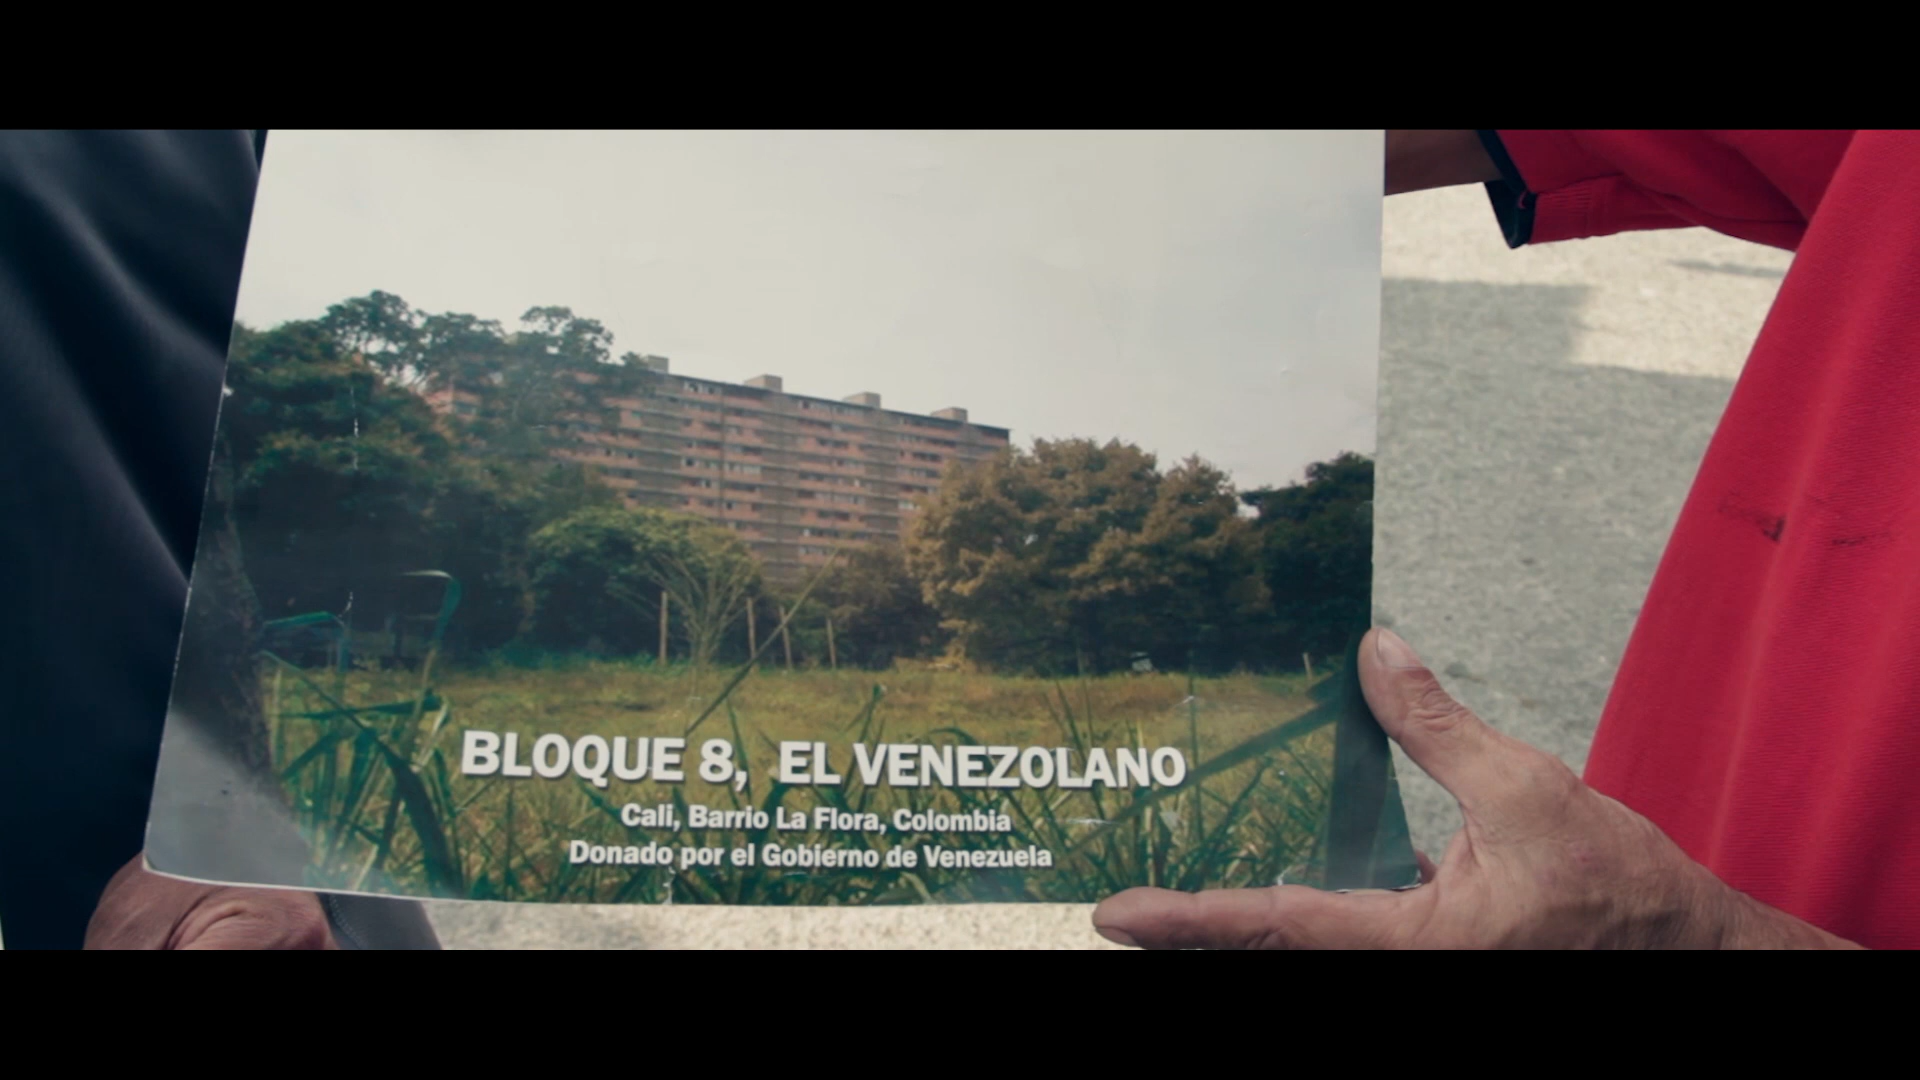 BLOQUE 8, EL VENEZOLANO
Cali, Barrio La Flora, Colombia
Donado por el Gobierno de Venezuela